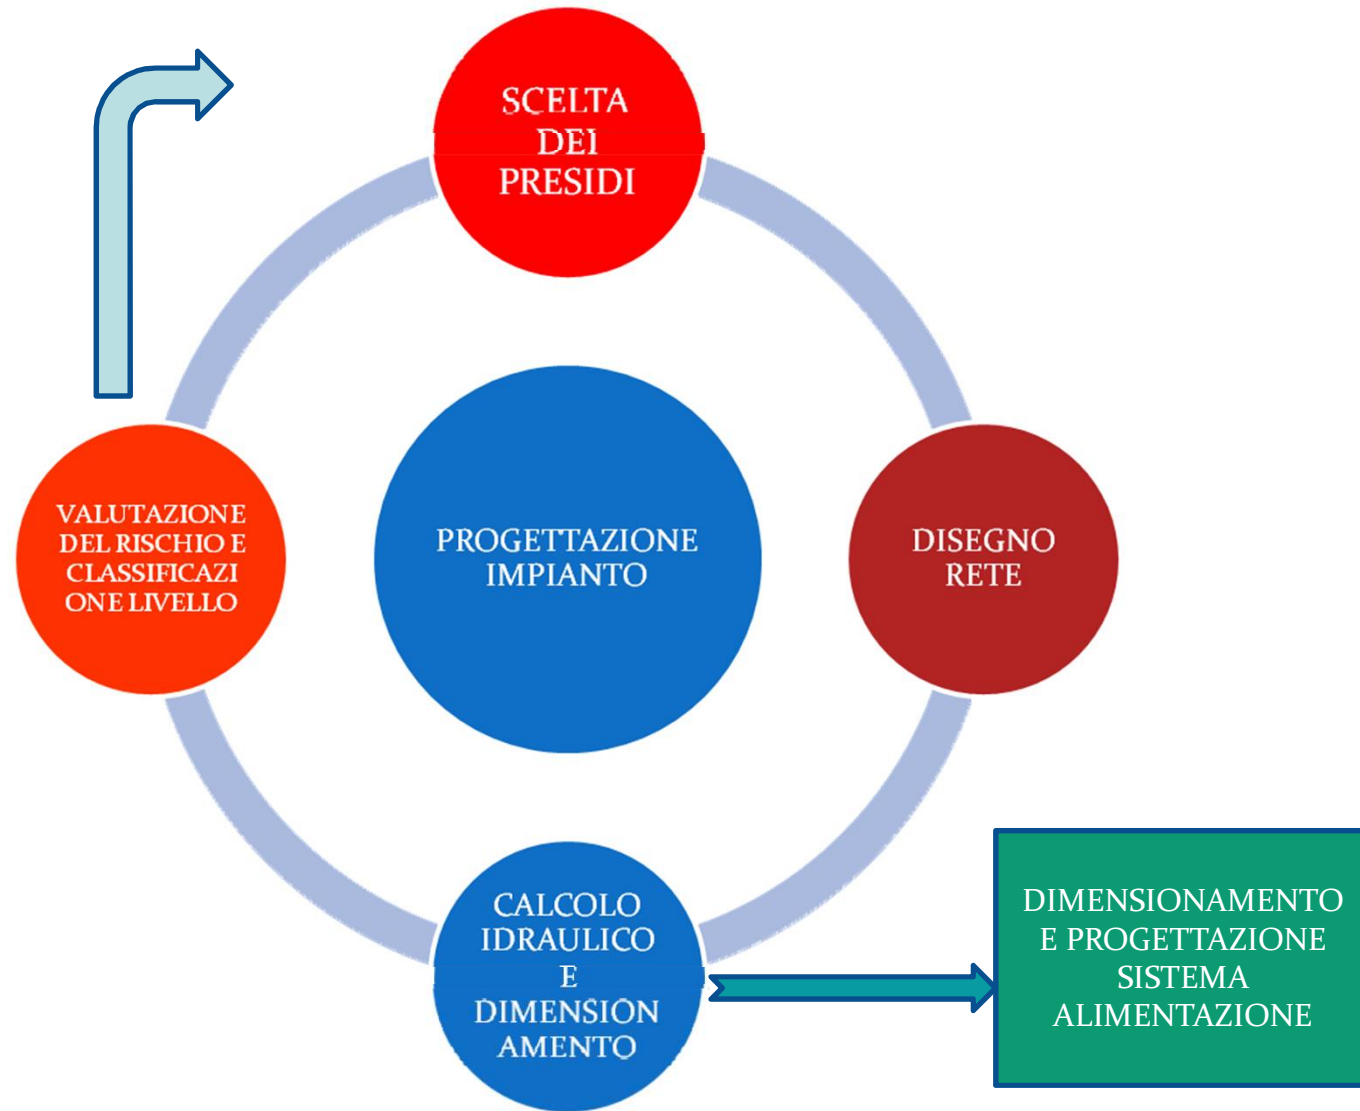 SCELTA
DEI
PRESIDI
VALUTAZIONE
DEL RISCHIO E
CLASSIFICAZI
ONE LIVELLO
PROGETTAZIONE
IMPIANTO
DISEGNO
RETE
CALCOLO
IDRAULICO
E
DIMENSION
AMENTO
DIMENSIONAMENTO
E PROGETTAZIONE
SISTEMA
ALIMENTAZIONE